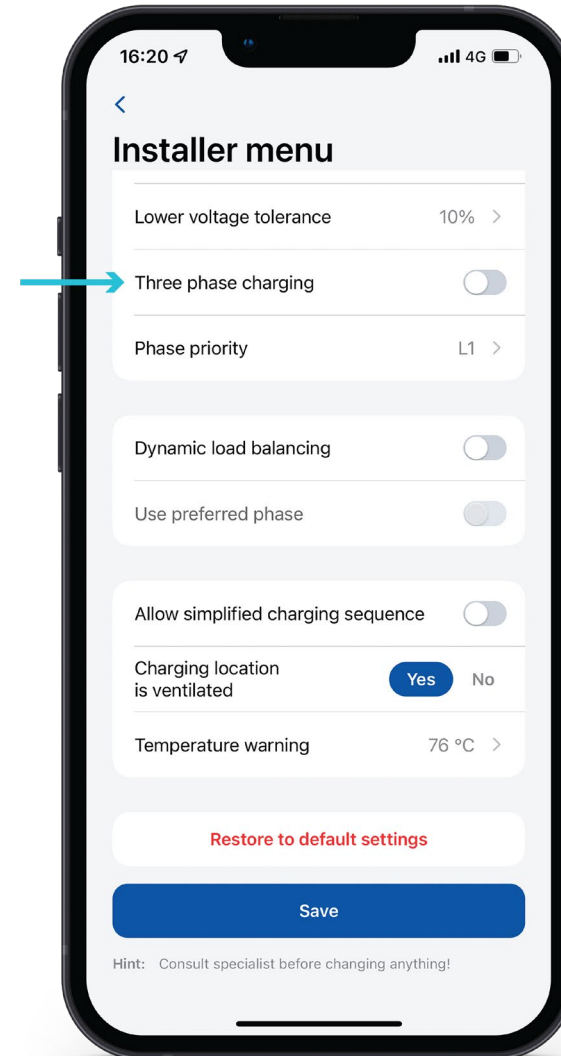 16:20 4G
Installer menu
Lower voltage tolerance 10%
Three phase charging
Phase priority L1
Dynamic load balancing
Use preferred phase
Allow simplified charging sequence
Charging location
is ventilated
Yes No
Temperature warning 76 °C
Restore to default settings
Save
Hint: Consult specialist before changing anything!